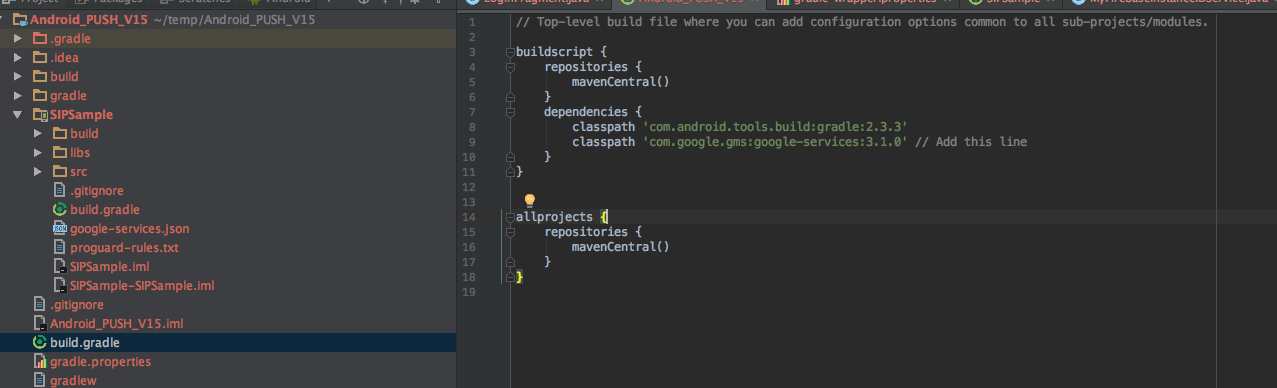 Project Packages Scratches Android
Android_PUSH_V15 ~/temp/Android_PUSH_V15
.gradle
.idea
build
gradle
SIPSample
build
libs
src
.gitignore
build.gradle
google-services.json
proguard-rules.txt
SIPSample.iml
SIPSample-SIPSample.iml
.gitignore
Android_PUSH_V15.iml
build.gradle
gradle.properties
gradlew
LoginFragment.java Android_PUSH_V15 gradle-wrapper.properties SIPSample MyFirebaseInstanceIDService.java
1 // Top-level build file where you can add configuration options common to all sub-projects/modules.
2
3 buildscript {
4 repositories {
5 mavenCentral()
6 }
7 dependencies {
8 classpath 'com.android.tools.build:gradle:2.3.3'
9 classpath 'com.google.gms:google-services:3.1.0' // Add this line
10 }
11 }
12
13
14 allprojects {
15 repositories {
16 mavenCentral()
17 }
18 }
19